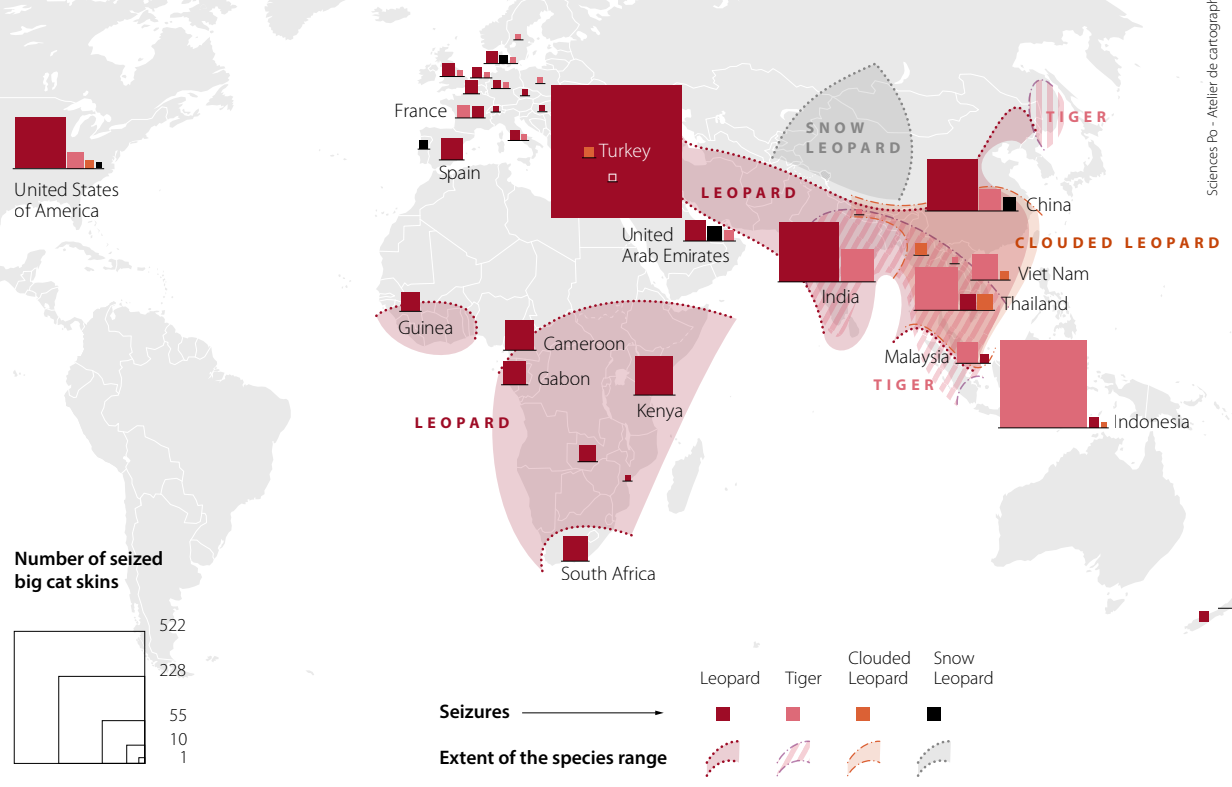 Sciences Po - Atelier de cartograph
France
Spain
Turkey
United States
of America
SNOW
LEOPARD
TIGER
LEOPARD
China
CLOUDED LEOPARD
United
Arab Emirates
Viet Nam
India
Thailand
Guinea
Cameroon
Malaysia
Gabon
TIGER
Kenya
LEOPARD
Indonesia
South Africa
Number of seized
big cat skins
522
228
55
10
1
Leopard
Tiger
Clouded
Leopard
Snow
Leopard
Seizures
Extent of the species range